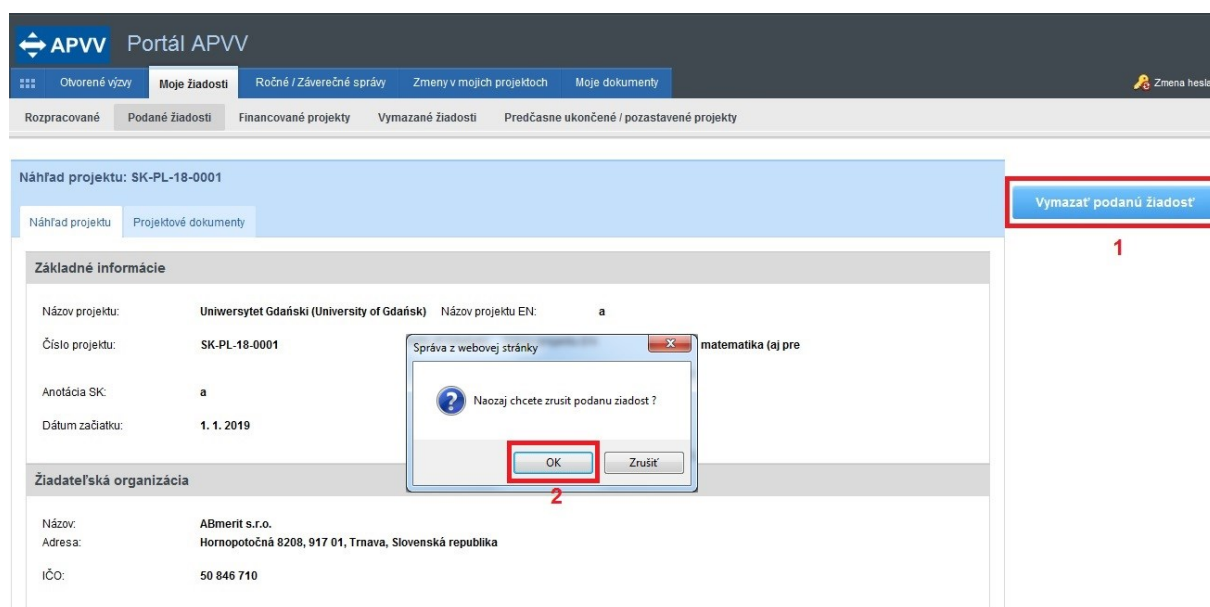 APVV Portál APVV
Otvorené výzvy Moje žiadosti Ročné / Záverečné správy Zmeny v mojich projektoch Moje dokumenty Zmena hesla
Rozpracované Podané žiadosti Financované projekty Vymazané žiadosti Predčasne ukončené / pozastavené projekty
Náhľad projektu: SK-PL-18-0001
Vymazať podanú žiadosť
1
Náhľad projektu Projektové dokumenty
Základné informácie
Názov projektu: Uniwersytet Gdański (University of Gdańsk) Názov projektu EN: a
Číslo projektu: SK-PL-18-0001 matematika (aj pre
Správa z webovej stránky
Anotácia SK: a
Naozaj chcete zrusit podanu ziadost ?
Dátum začiatku: 1. 1. 2019
OK Zrušiť
2
Žiadateľská organizácia
Názov: ABmerit s.r.o.
Adresa: Hornopotočná 8208, 917 01, Trnava, Slovenská republika
IČO: 50 846 710